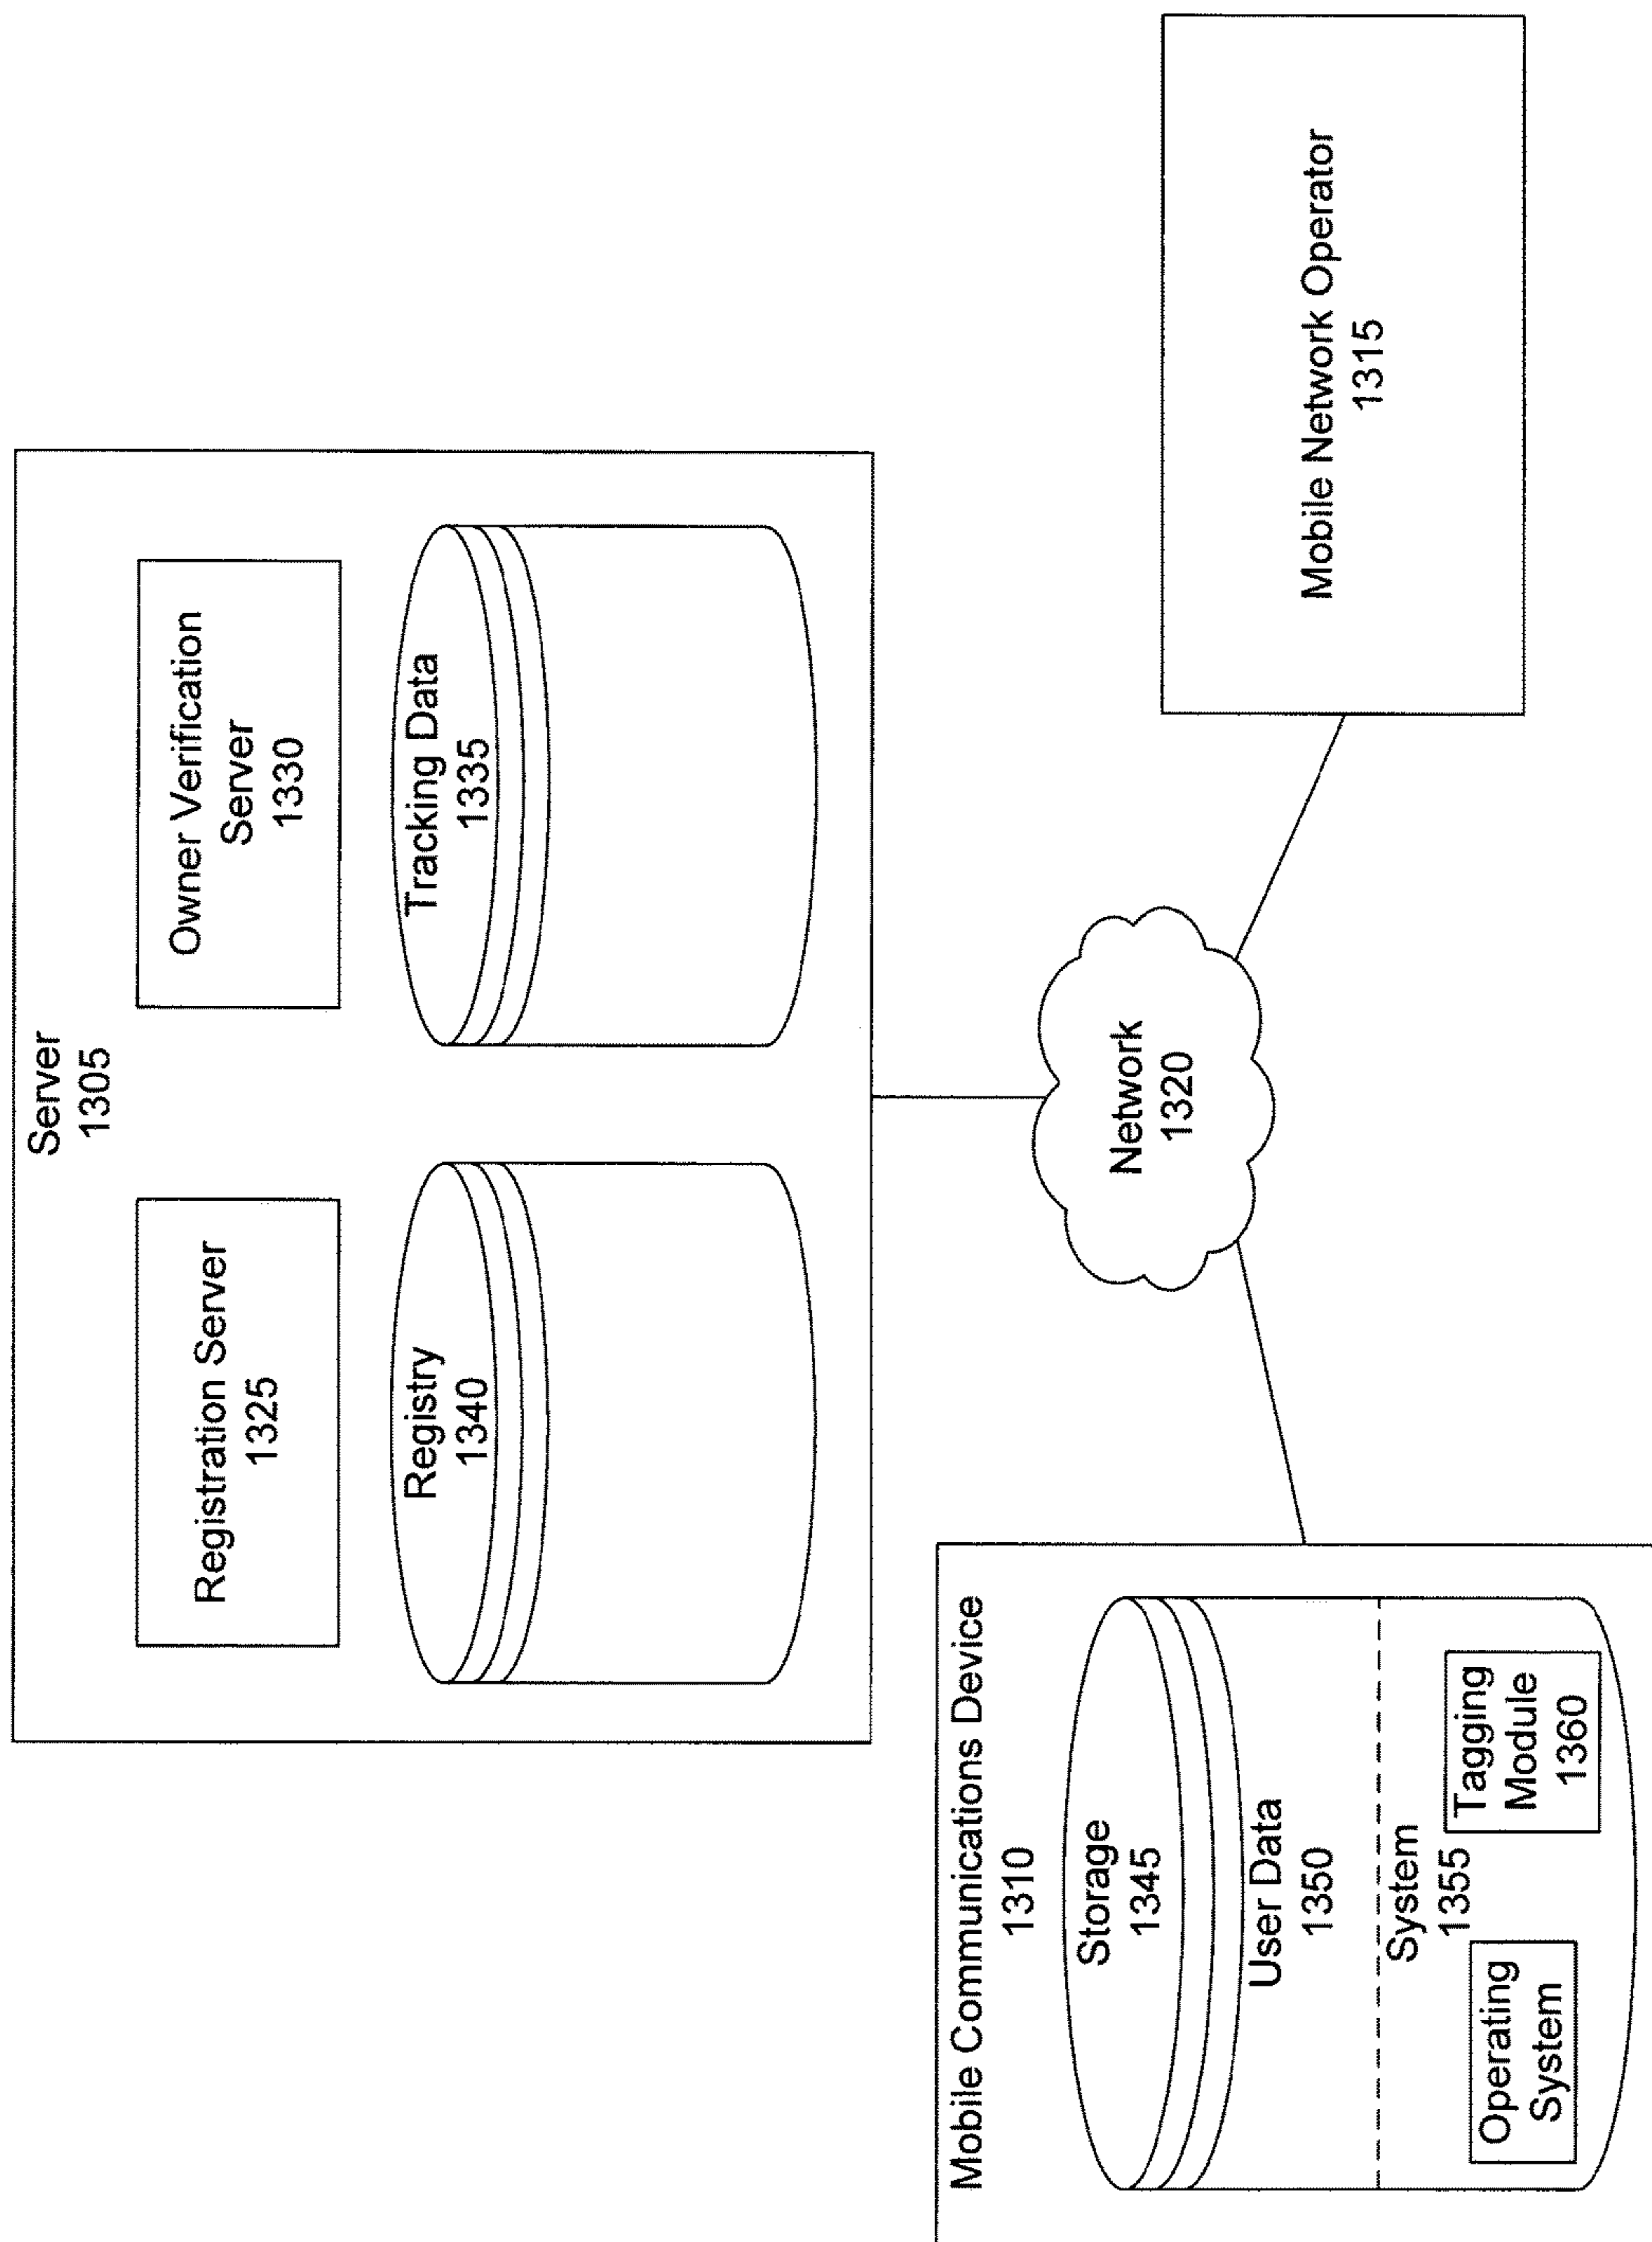 Server
1305
Registration Server
1325
Owner Verification
Server
1330
Registry
1340
Tracking Data
1335
Network
1320
Mobile Communications Device
1310
Storage
1345
User Data
1350
System
1355
Operating
System
Tagging
Module
1360
Mobile Network Operator
1315